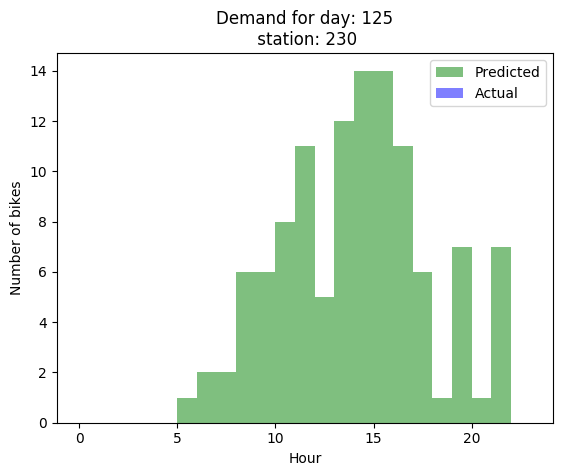 Demand for day: 125
station: 230
Predicted
Actual
Number of bikes
14
12
10
8
6
4
2
0
0
5
10
15
20
Hour